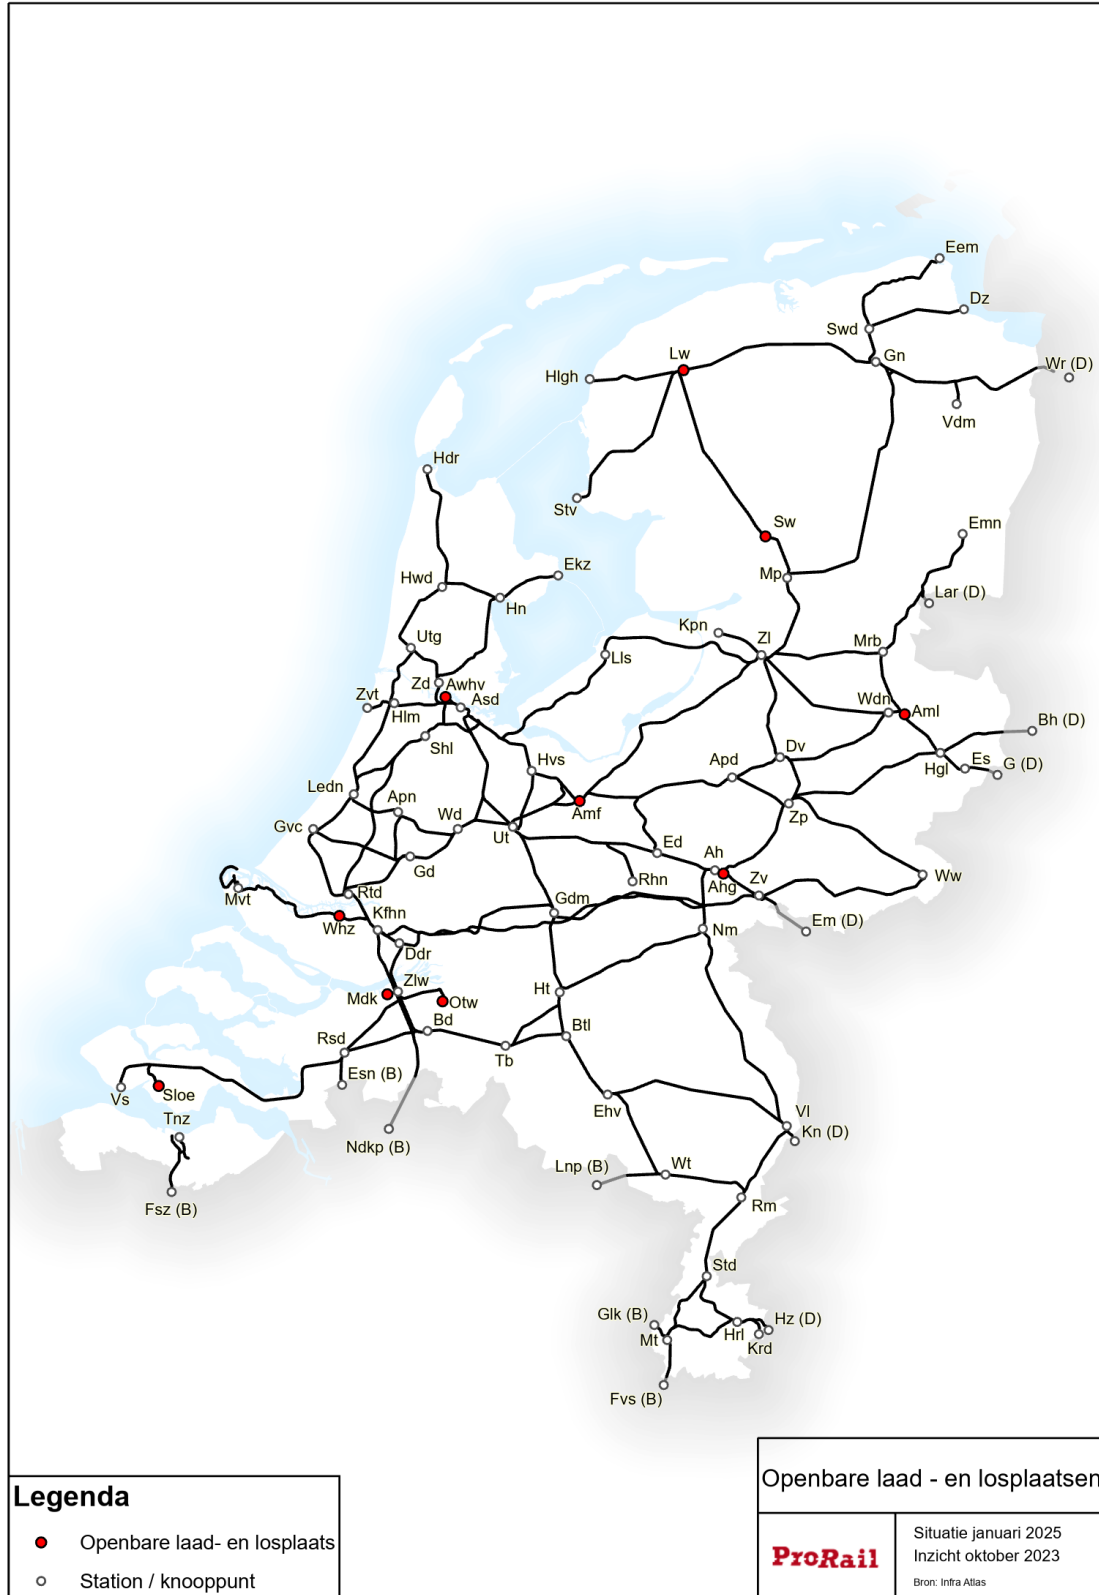 Eem
Dz
Swd
Gn
Lw
Wr (D)
Hlgh
Vdm
Hdr
Stv
Sw
Emn
Ekz
Mp
Hwd
Lar (D)
Hn
Kpn
Utg
Zl
Mrb
Lls
Zd
Awhv
Zvt
Asd
Wdn
Aml
Hlm
Bh (D)
Shl
Dv
Hvs
Apd
Hgl
Es
G (D)
Ledn
Apn
Amf
Zp
Gvc
Wd
Ut
Ed
Ah
Gd
Rhn
Ahg
Zv
Ww
Mvt
Rtd
Kfhn
Gdm
Whz
Em (D)
Nm
Ddr
Zlw
Mdk
Otw
Ht
Bd
Btl
Rsd
Tb
Esn (B)
Vs
Sloe
Ehv
Tnz
Vl
Kn (D)
Ndkp (B)
Lnp (B)
Wt
Fsz (B)
Rm
Std
Glk (B)
Hz (D)
Mt
Hrl
Krd
Fvs (B)
Legenda
Openbare laad- en losplaats
Station / knooppunt
Openbare laad - en losplaatsen
ProRail
Situatie januari 2025
Inzicht oktober 2023
Bron: Infra Atlas